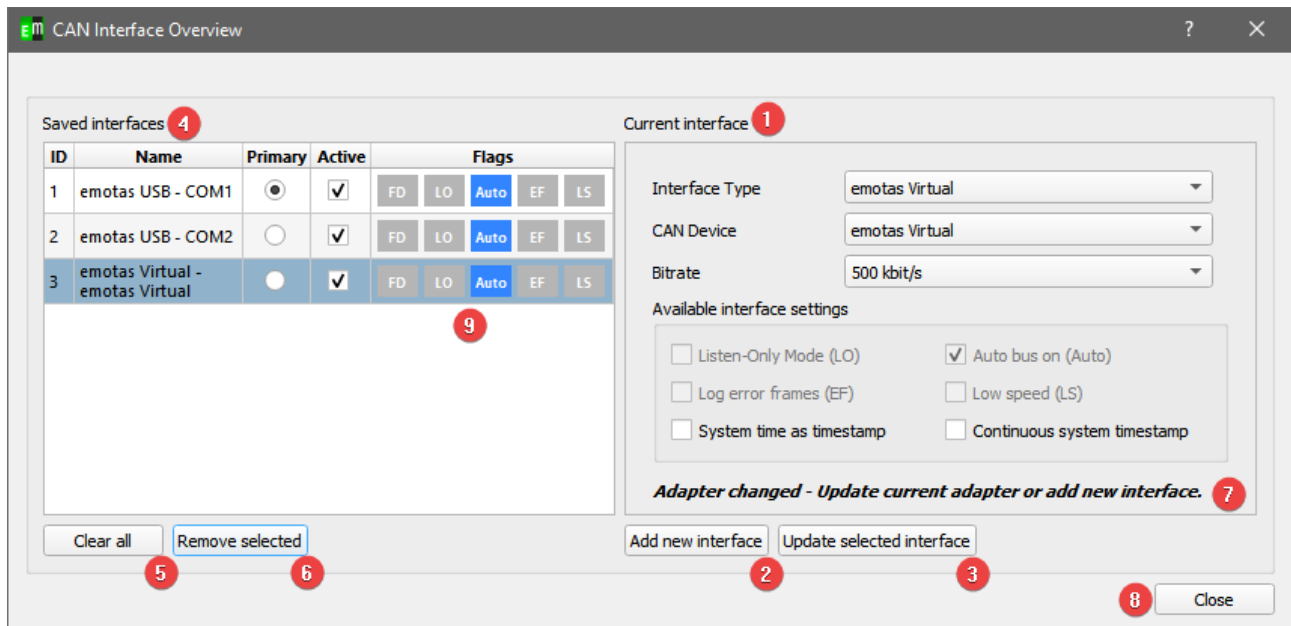 Em CAN Interface Overview ?
Saved interfaces 4
ID Name Primary Active Flags
1 emotas USB - COM1 FD LO Auto EF LS
2 emotas USB - COM2 FD LO Auto EF LS
3 emotas Virtual -
emotas Virtual FD LO Auto EF LS
9
Clear all Remove selected
5 6
Current interface 1
Interface Type emotas Virtual
CAN Device emotas Virtual
Bitrate 500 kbit/s
Available interface settings
Listen-Only Mode (LO) Auto bus on (Auto)
Log error frames (EF) Low speed (LS)
System time as timestamp Continuous system timestamp
Adapter changed - Update current adapter or add new interface. 7
Add new interface Update selected interface
2 3
8 Close